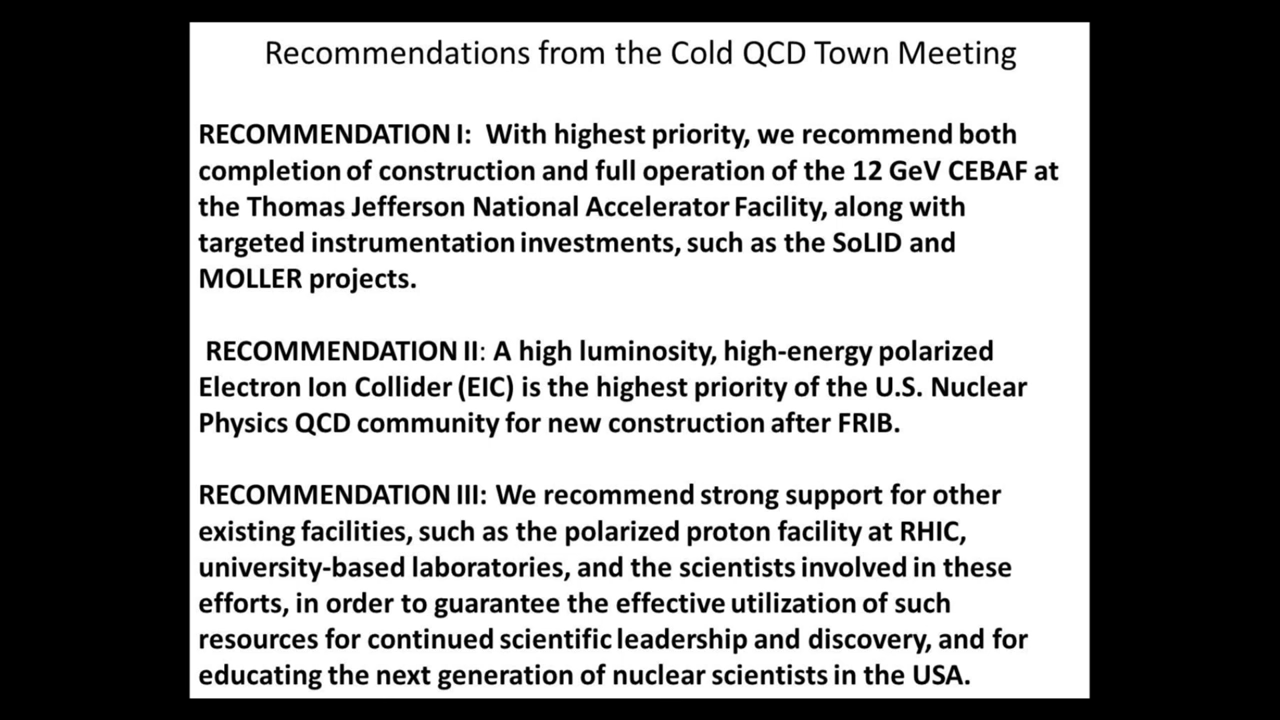 Recommendations from the Cold QCD Town Meeting
RECOMMENDATION I: With highest priority, we recommend both
completion of construction and full operation of the 12 GeV CEBAF at
the Thomas Jefferson National Accelerator Facility, along with
targeted instrumentation investments, such as the SoLID and
MOLLER projects.
RECOMMENDATION II: A high luminosity, high-energy polarized
Electron Ion Collider (EIC) is the highest priority of the U.S. Nuclear
Physics QCD community for new construction after FRIB.
RECOMMENDATION III: We recommend strong support for other
existing facilities, such as the polarized proton facility at RHIC,
university-based laboratories, and the scientists involved in these
efforts, in order to guarantee the effective utilization of such
resources for continued scientific leadership and discovery, and for
educating the next generation of nuclear scientists in the USA.